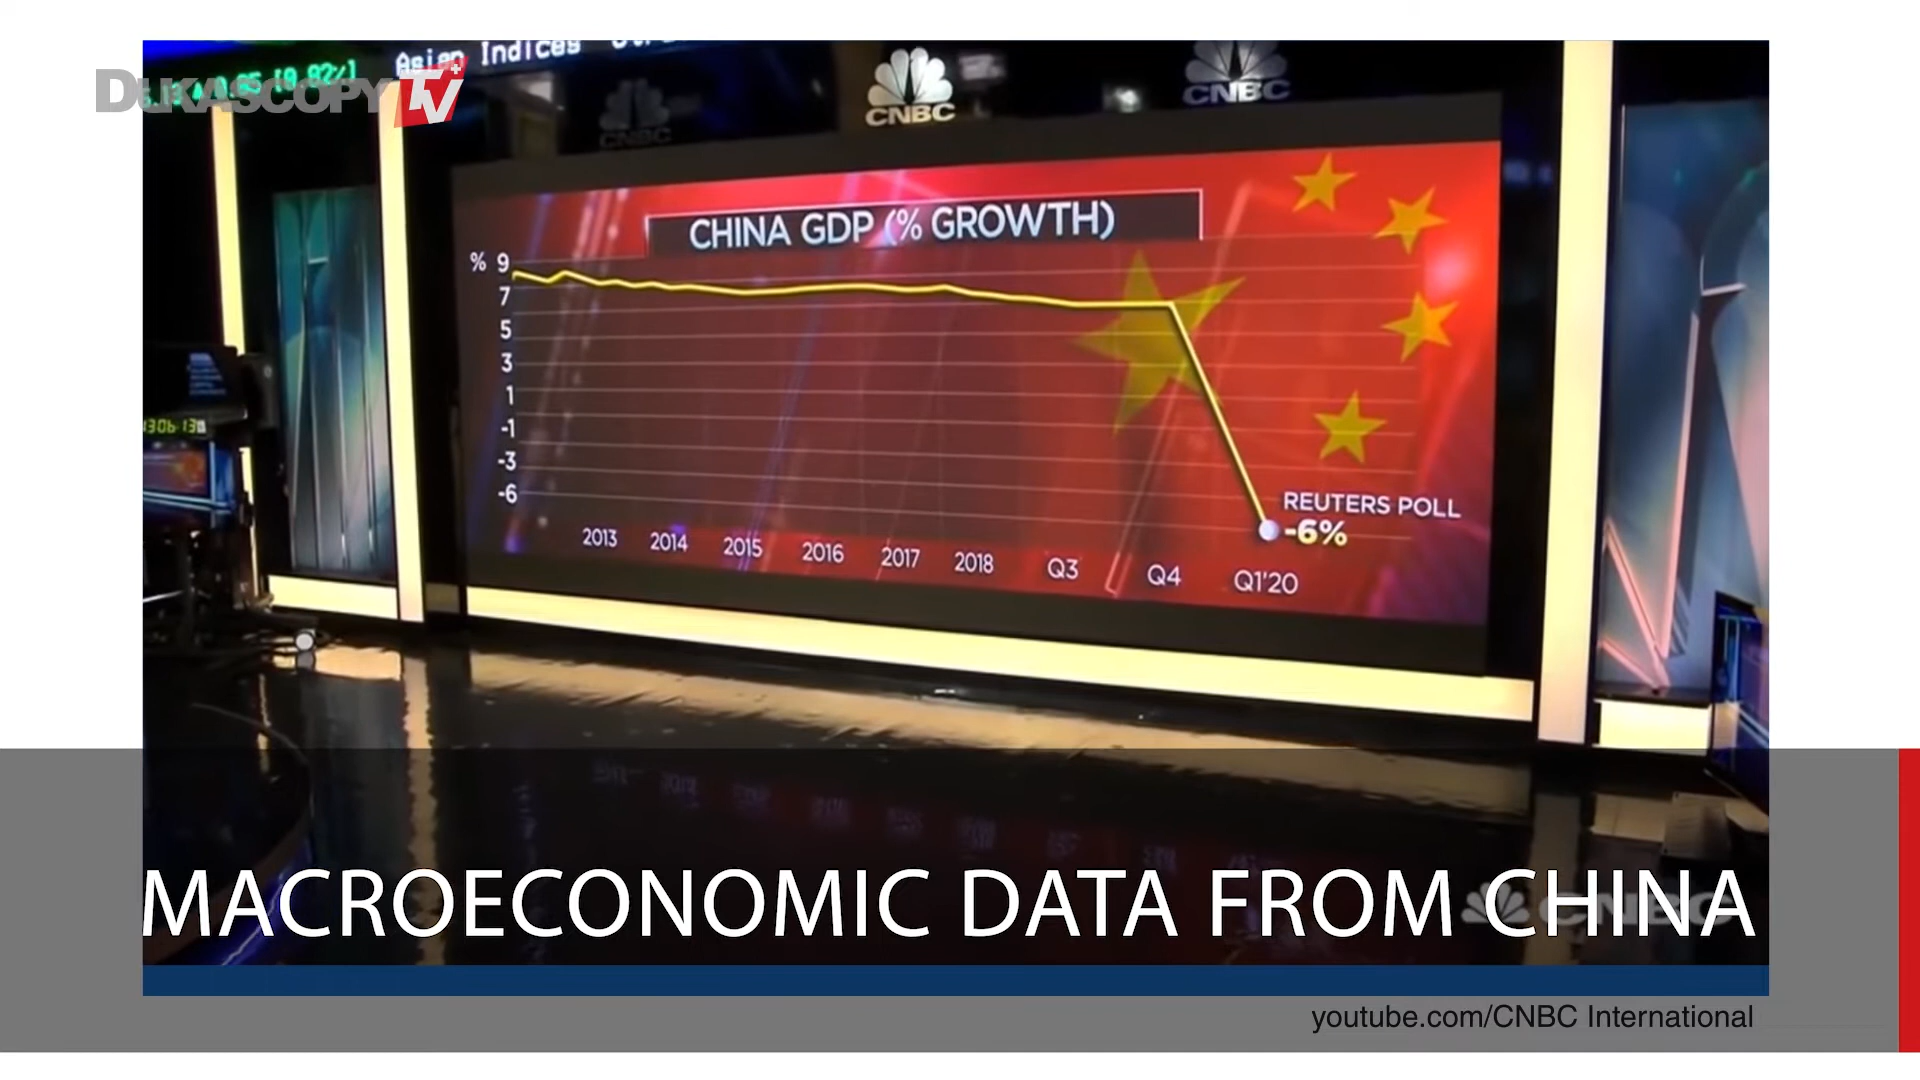 Asian Indices
DUKASCOPY TV+
CNBC
CNBC
CNBC
CHINA GDP (% GROWTH)
% 9
7
5
3
1
-1
-3
-6
REUTERS POLL
-6%
2013 2014 2015 2016 2017 2018 Q3 Q4 Q1'20
MACROECONOMIC DATA FROM CHINA
CNBC
youtube.com/CNBC International